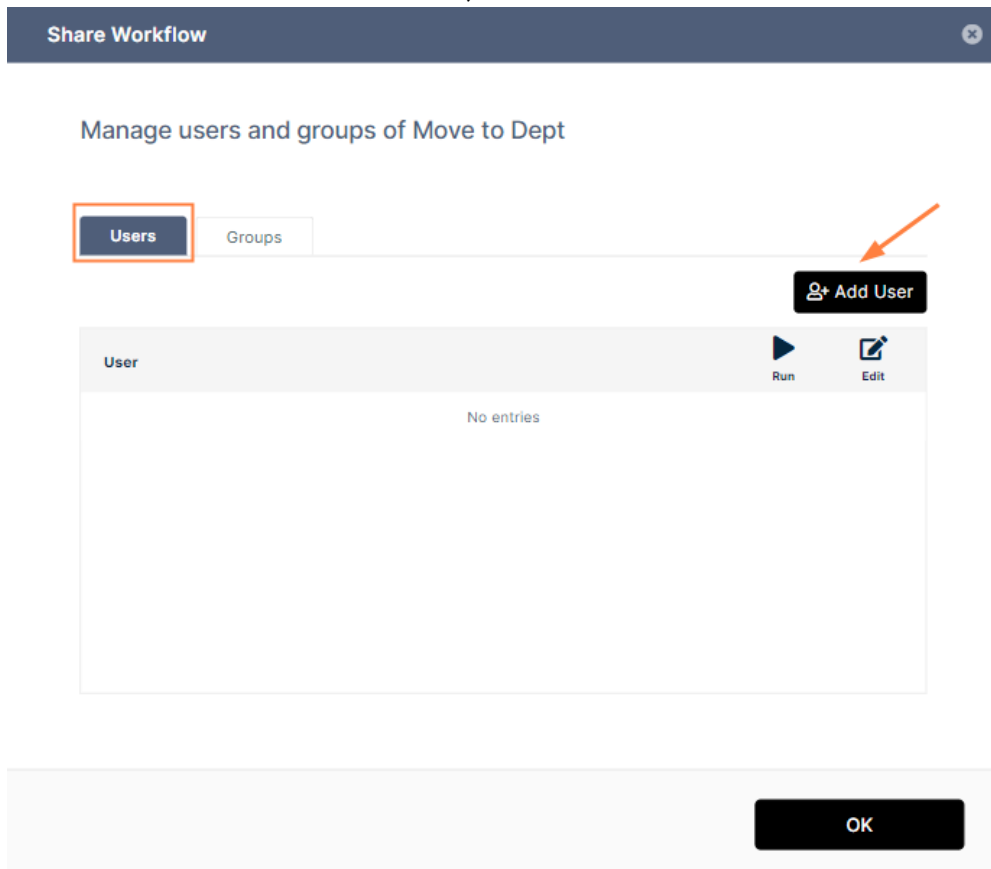 Share Workflow
Manage users and groups of Move to Dept
Users Groups
Add User
User Run Edit
No entries
OK